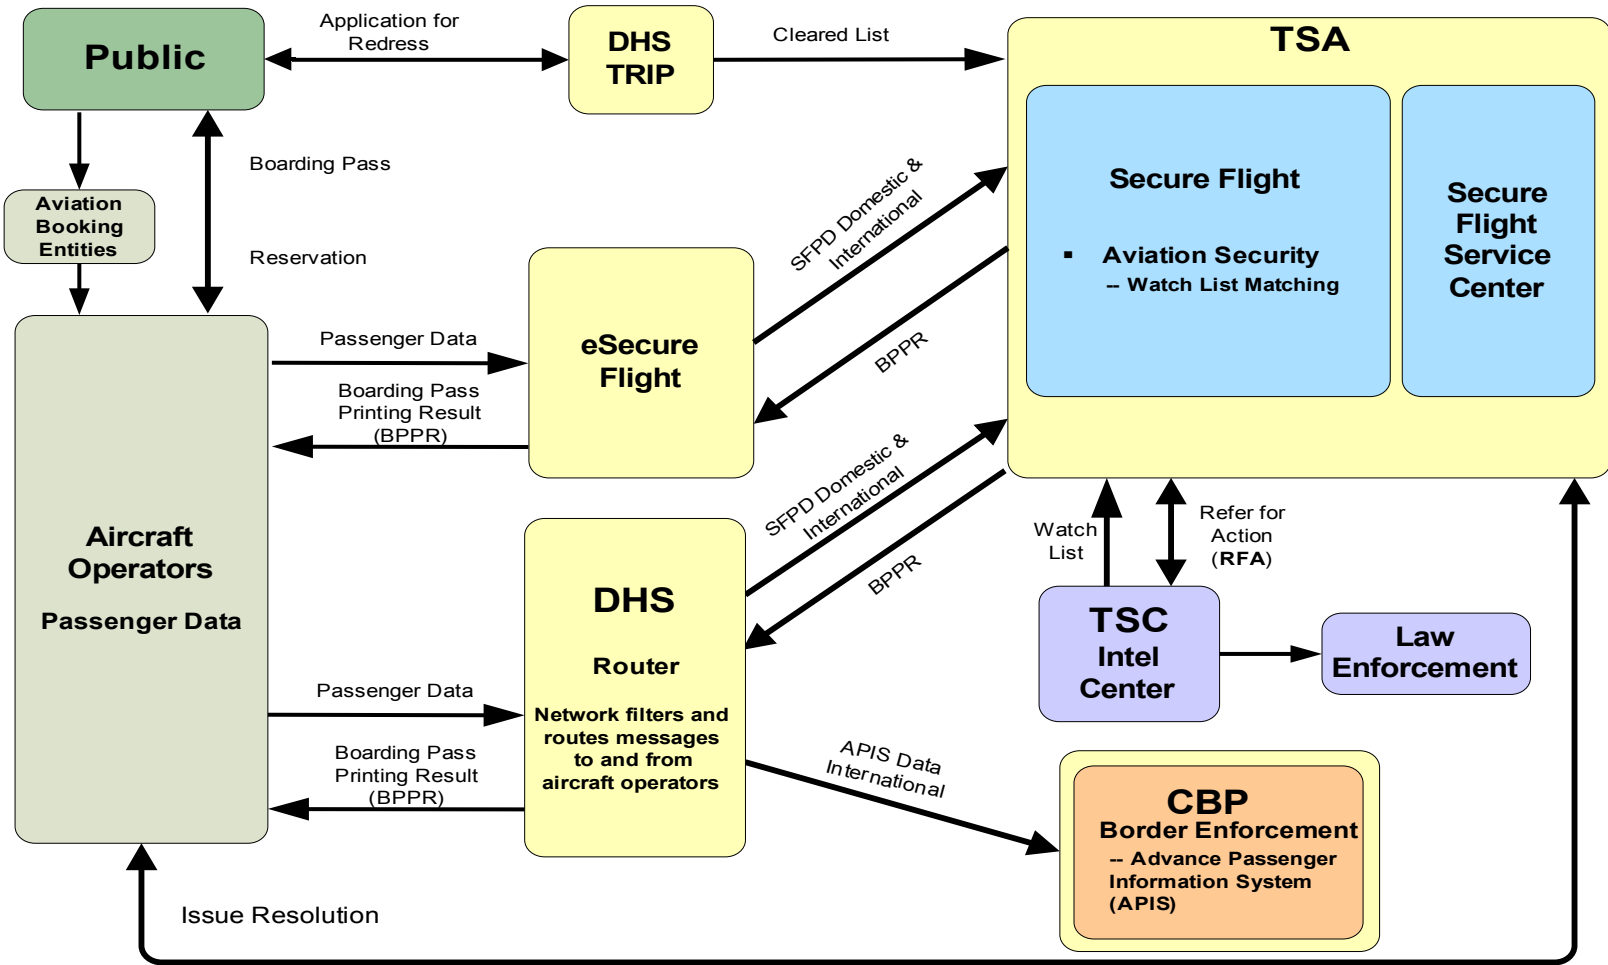 Public
Application for
Redress
DHS
TRIP
Cleared List
TSA
Boarding Pass
Reservation
Aviation
Booking
Entities
SFPD Domestic &
International
Secure Flight
▪ Aviation Security
-- Watch List Matching
Secure
Flight
Service
Center
Passenger Data
Boarding Pass
Printing Result
(BPPR)
eSecure
Flight
BPPR
Aircraft
Operators
Passenger Data
SFPD Domestic &
International
BPPR
Watch
List
Refer for
Action
(RFA)
DHS
Router
Network filters and
routes messages
to and from
aircraft operators
Passenger Data
Boarding Pass
Printing Result
(BPPR)
TSC
Intel
Center
Law
Enforcement
APIS Data
International
CBP
Border Enforcement
-- Advance Passenger
Information System
(APIS)
Issue Resolution